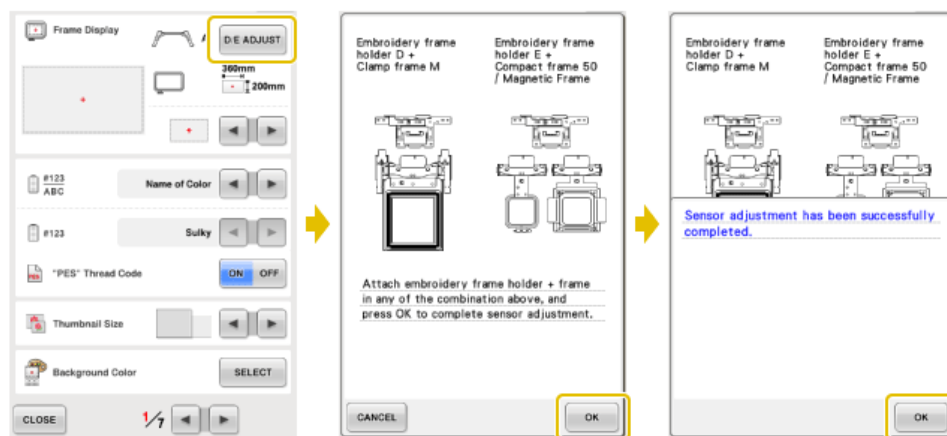 Frame Display
A
D/E ADJUST
360mm
200mm
#123
ABC
Name of Color
#123
Sulky
"PES" Thread Code
ON OFF
Thumbnail Size
Background Color
SELECT
CLOSE
1/7
Embroidery frame
holder D +
Clamp frame M
Embroidery frame
holder E +
Compact frame 50
/ Magnetic Frame
Attach embroidery frame holder + frame
in any of the combination above, and
press OK to complete sensor adjustment.
CANCEL
OK
Embroidery frame
holder D +
Clamp frame M
Embroidery frame
holder E +
Compact frame 50
/ Magnetic Frame
Sensor adjustment has been successfully
completed.
OK